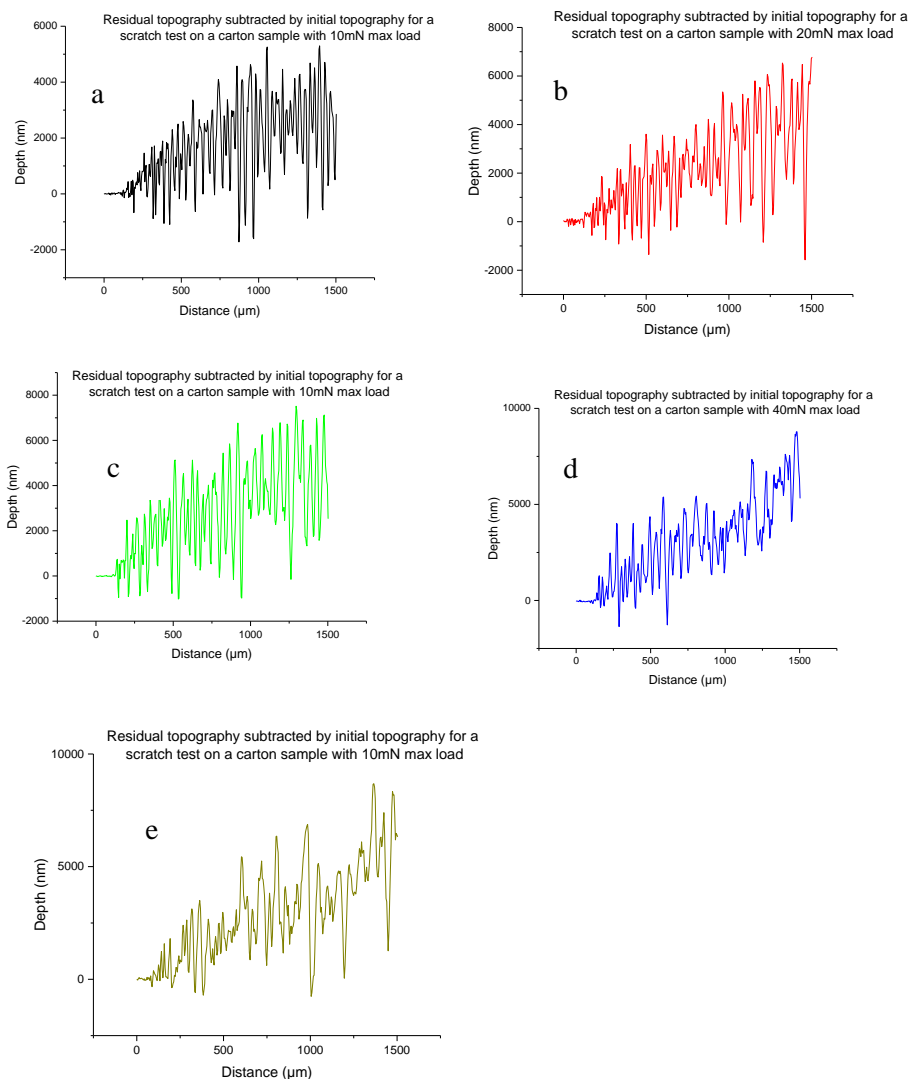 Residual topography subtracted by initial topography for a
scratch test on a carton sample with 10mN max load
a
6000
4000
2000
0
-2000
Depth (nm)
0
500
1000
1500
Distance (µm)
Residual topography subtracted by initial topography for a
scratch test on a carton sample with 20mN max load
b
8000
6000
4000
2000
0
-2000
Depth (nm)
0
500
1000
1500
Distance (µm)
Residual topography subtracted by initial topography for a
scratch test on a carton sample with 10mN max load
c
8000
6000
4000
2000
0
-2000
Depth (nm)
0
500
1000
1500
Distance (µm)
Residual topography subtracted by initial topography for a
scratch test on a carton sample with 40mN max load
d
10000
5000
0
Depth (nm)
0
500
1000
1500
Distance (µm)
Residual topography subtracted by initial topography for a
scratch test on a carton sample with 10mN max load
e
10000
5000
0
Depth (nm)
0
500
1000
1500
Distance (µm)